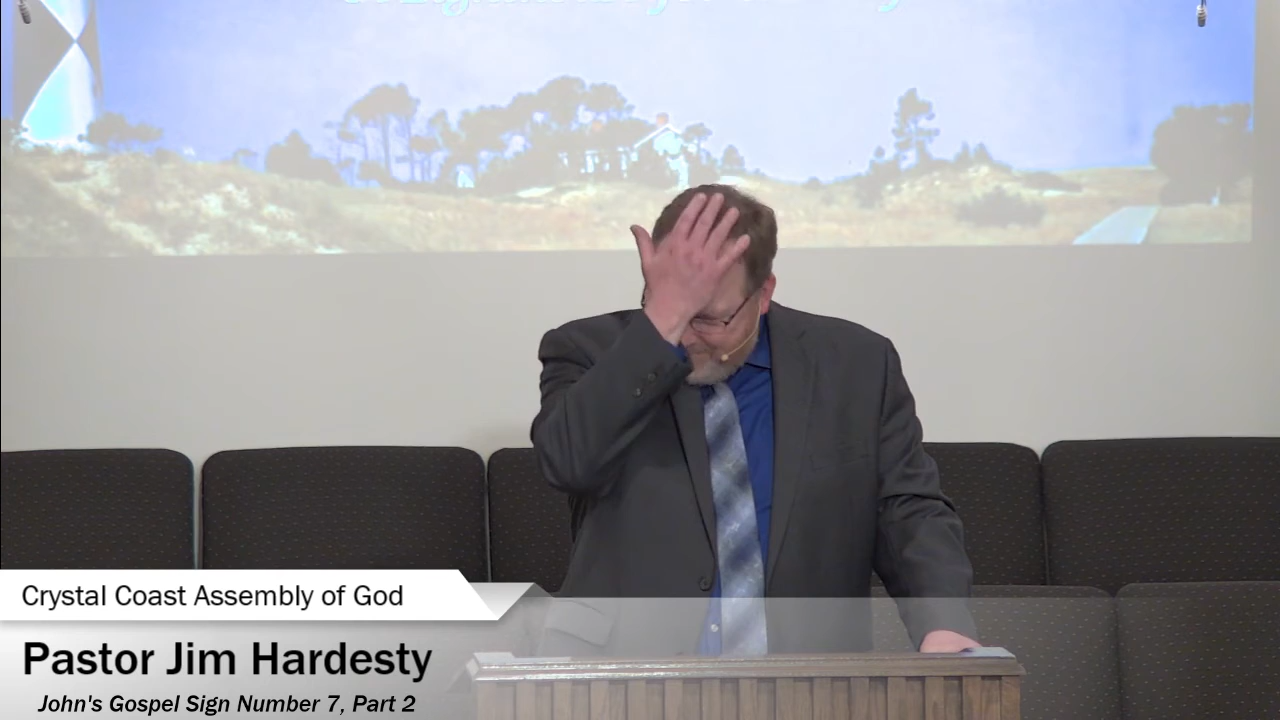 Crystal Coast Assembly of God
Pastor Jim Hardesty
John's Gospel Sign Number 7, Part 2